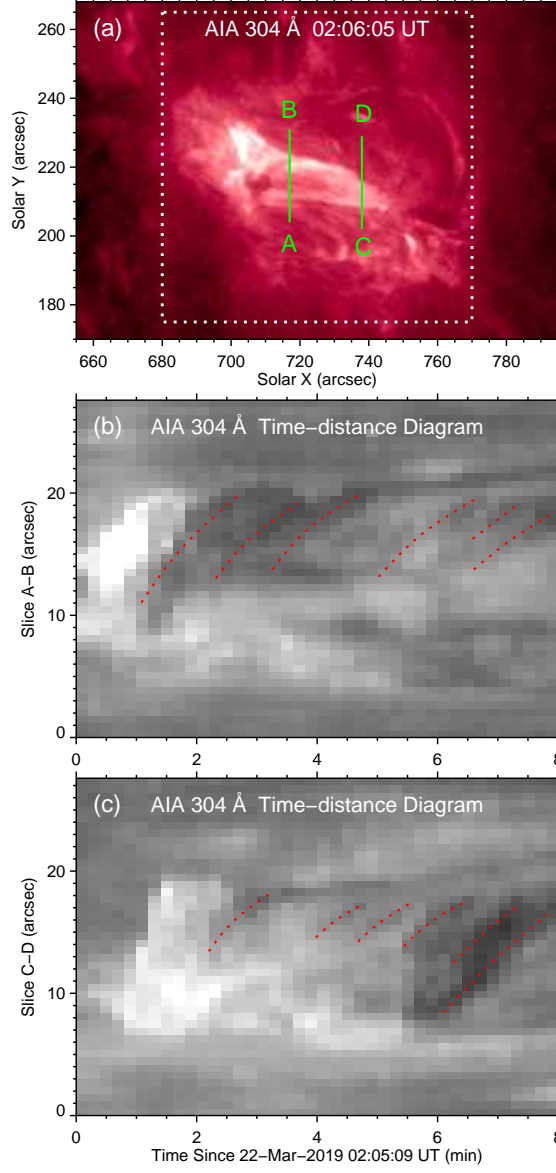 (a) AIA 304 Å 02:06:05 UT
260
240
220
200
180
Solar Y (arcsec)
B
D
A
C
660 680 700 720 740 760 780
Solar X (arcsec)
(b) AIA 304 Å Time−distance Diagram
20
10
0
Slice A−B (arcsec)
0 2 4 6 8
(c) AIA 304 Å Time−distance Diagram
20
10
0
Slice C−D (arcsec)
0 2 4 6 8
Time Since 22−Mar−2019 02:05:09 UT (min)